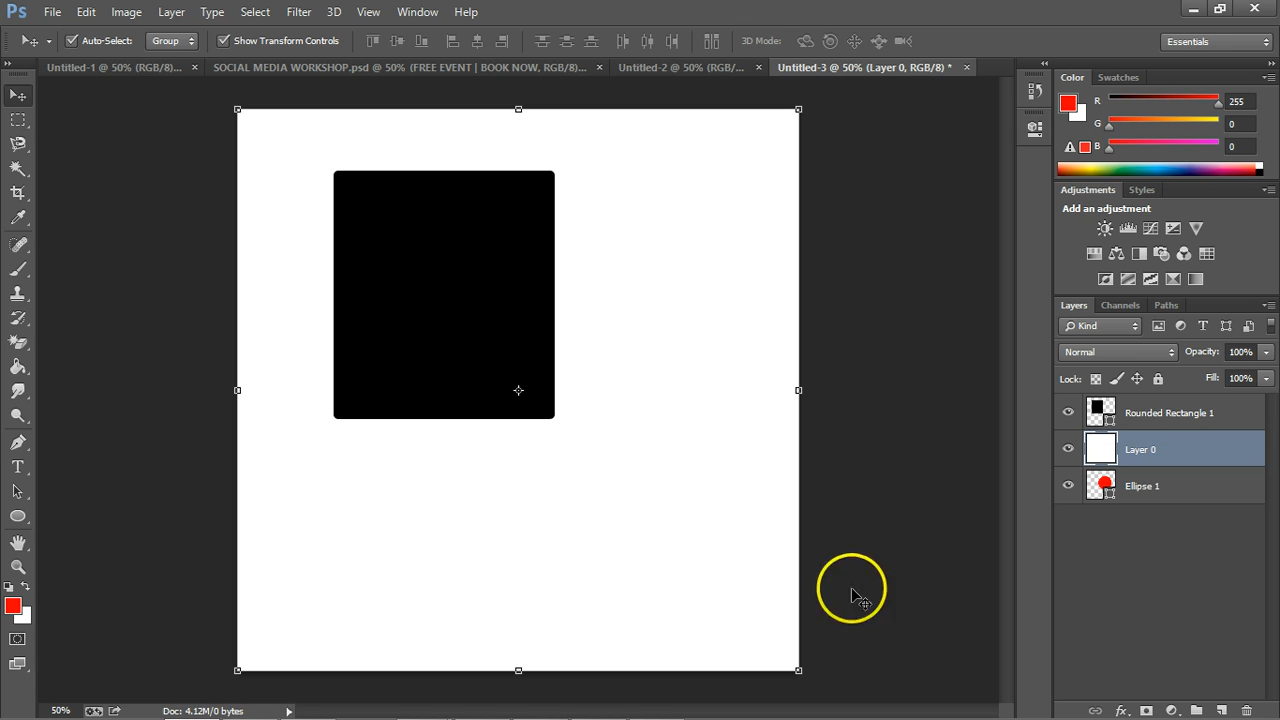 Ps File Edit Image Layer Type Select Filter 3D View Window Help
Auto-Select: Group Show Transform Controls 3D Mode: Essentials
Untitled-1 @ 50% (RGB/8)... × SOCIAL MEDIA WORKSHOP.psd @ 50% (FREE EVENT | BOOK NOW, RGB/8)... × Untitled-2 @ 50% (RGB/... × Untitled-3 @ 50% (Layer 0, RGB/8) * ×
Color Swatches
R 255
G 0
B 0
Adjustments Styles
Add an adjustment
Layers Channels Paths
Kind
Normal Opacity: 100%
Lock: Fill: 100%
Rounded Rectangle 1
Layer 0
Ellipse 1
50% Doc: 4.12M/0 bytes